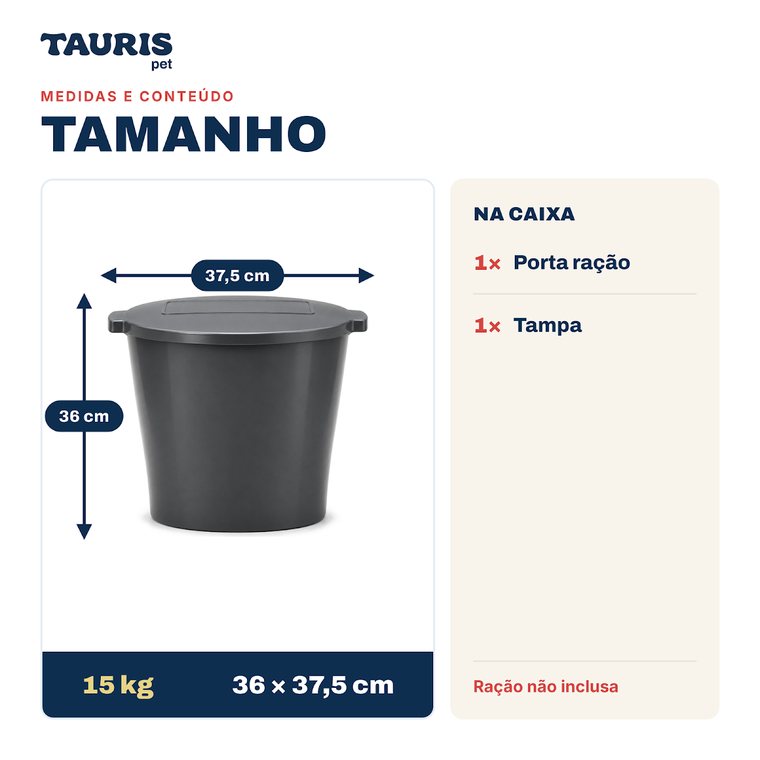 TAURIS
pet
MEDIDAS E CONTEÚDO
TAMANHO
37,5 cm
36 cm
15 kg
36 × 37,5 cm
NA CAIXA
1× Porta ração
1× Tampa
Ração não inclusa